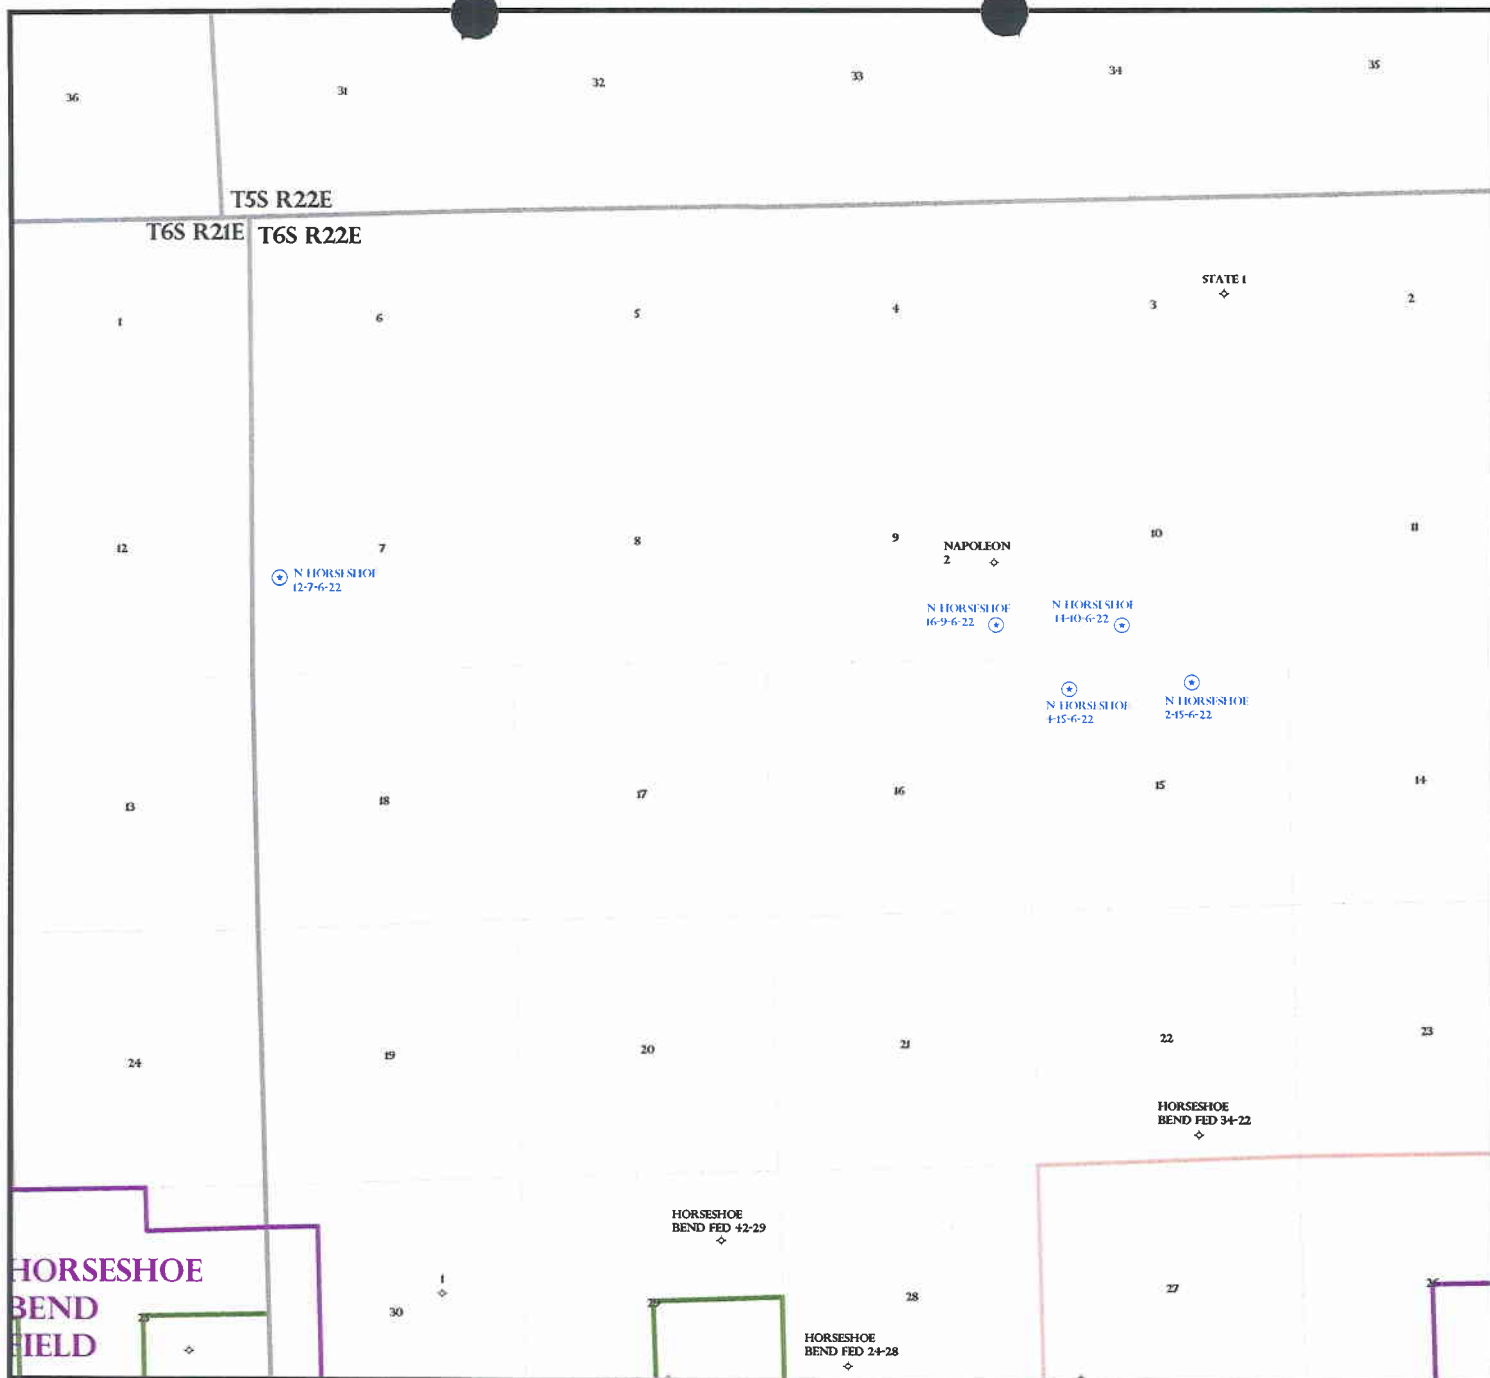 36
31
32
33
34
35
T5S R22E
T6S R21E
T6S R22E
STATE 1
1
6
5
4
3
2
12
7
8
9
10
11
NAPOLEON
2
N HORSESHOE
12-7-6-22
N HORSESHOE
16-9-6-22
N HORSESHOE
14-10-6-22
N HORSESHOE
4-15-6-22
N HORSESHOE
2-15-6-22
13
18
17
16
15
14
24
19
20
21
22
23
HORSESHOE
BEND FED 34-22
HORSESHOE
BEND FED 42-29
HORSESHOE
BEND
FIELD
25
1
30
29
28
27
26
HORSESHOE
BEND FED 24-28